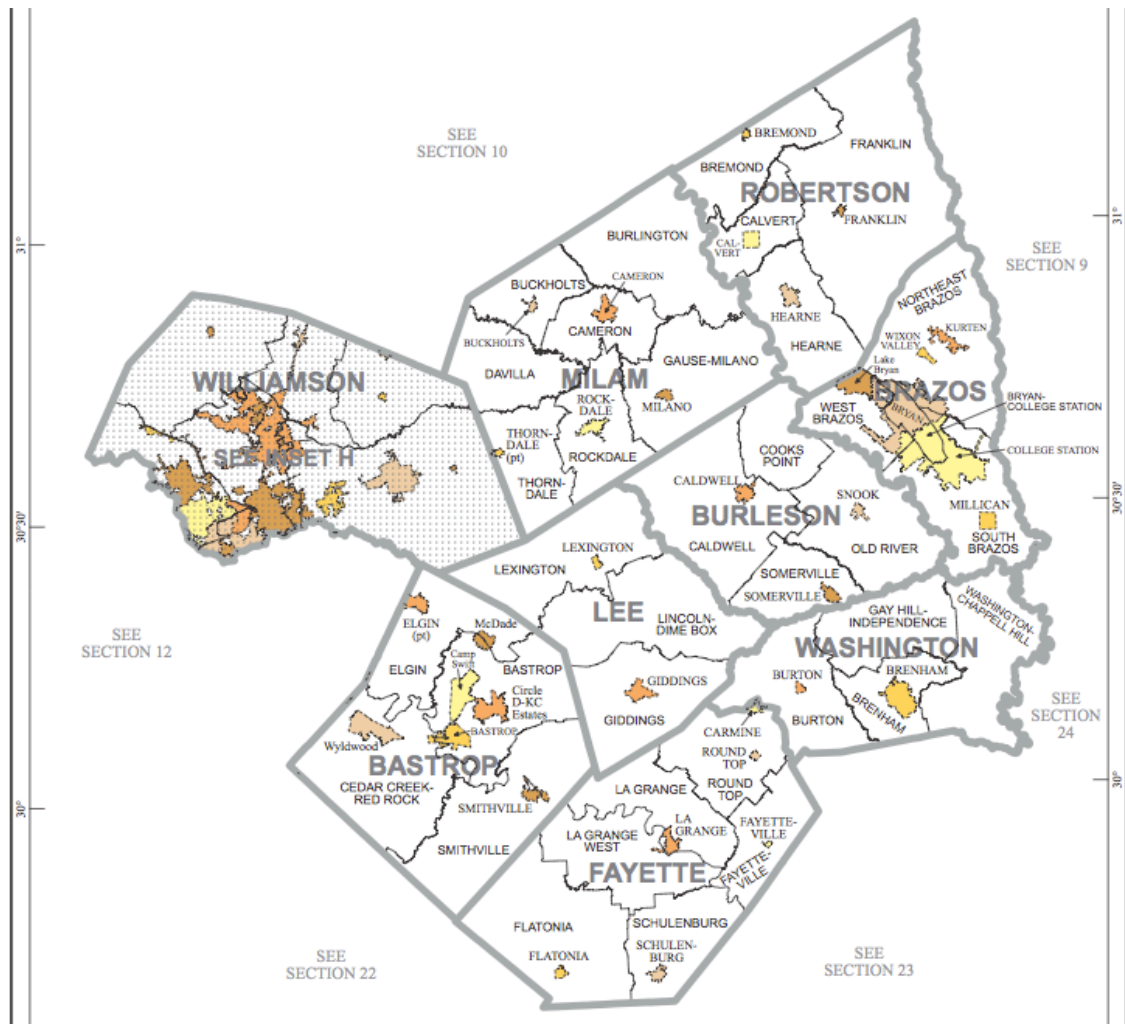 SEE
SECTION 10
BREMOND
BREMOND
FRANKLIN
ROBERTSON
CALVERT
FRANKLIN
CAL-
VERT
31°
31°
SEE
SECTION 9
BURLINGTON
BUCKHOLTS
CAMERON
HEARNE
NORTHEAST
BRAZOS
BUCKHOLTS
CAMERON
HEARNE
WIXON
VALLEY
KURTEN
Lake
Bryan
GAUSE-MILANO
DAVILLA
MILAM
WILLIAMSON
SEE INSET H
ROCK-
DALE
MILANO
BRAZOS
WEST
BRAZOS
BRYAN
BRYAN-
COLLEGE STATION
COLLEGE STATION
THORN-
DALE
(pt)
ROCKDALE
THORN-
DALE
COOKS
POINT
CALDWELL
SNOOK
BURLESON
MILLICAN
SOUTH
BRAZOS
30°30'
30°30'
CALDWELL
OLD RIVER
LEXINGTON
LEXINGTON
SOMERVILLE
SOMERVILLE
LEE
LINCOLN-
DIME BOX
GAY HILL-
INDEPENDENCE
WASHINGTON-
CHAPPELL HILL
WASHINGTON
SEE
SECTION 12
ELGIN
(pt)
McDade
ELGIN
Camp
Swift
BASTROP
Circle
D-KC
Estates
BASTROP
GIDDINGS
GIDDINGS
BURTON
BURTON
BRENHAM
BRENHAM
SEE
SECTION
24
Wyldwood
BASTROP
CEDAR CREEK-
RED ROCK
SMITHVILLE
SMITHVILLE
CARMINE
ROUND
TOP
ROUND
TOP
LA GRANGE
LA GRANGE
WEST
LA
GRANGE
FAYETTE-
VILLE
FAYETTE-
VILLE
FAYETTE
30°
30°
FLATONIA
FLATONIA
SCHULENBURG
SCHULEN-
BURG
SEE
SECTION 22
SEE
SECTION 23